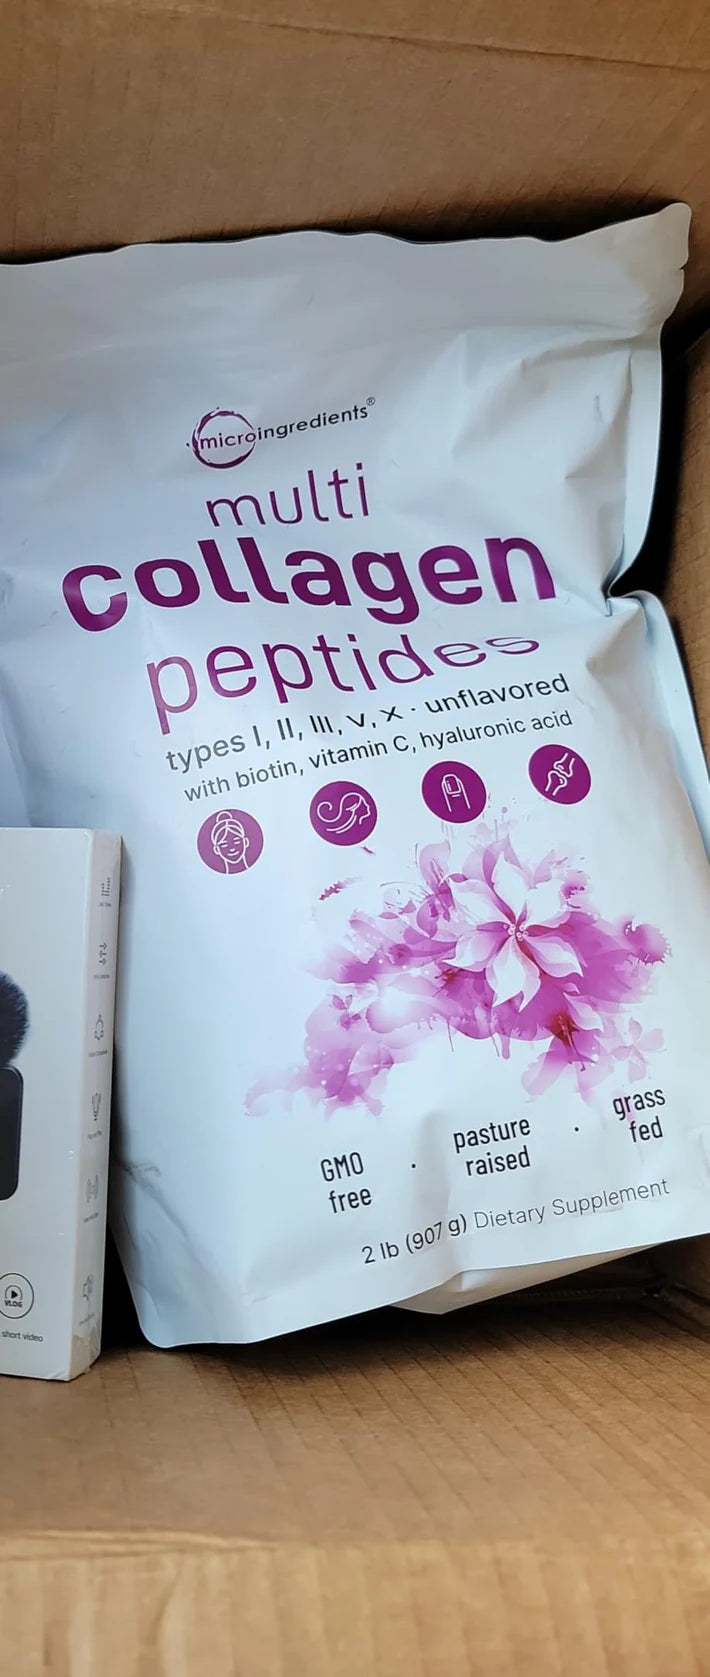 microingredients®
multi
collagen
peptides
types I, II, III, V, X · unflavored
with biotin, vitamin C, hyaluronic acid
GMO
free
·
pasture
raised
·
grass
fed
2 lb (907 g) Dietary Supplement
VLOG
short video